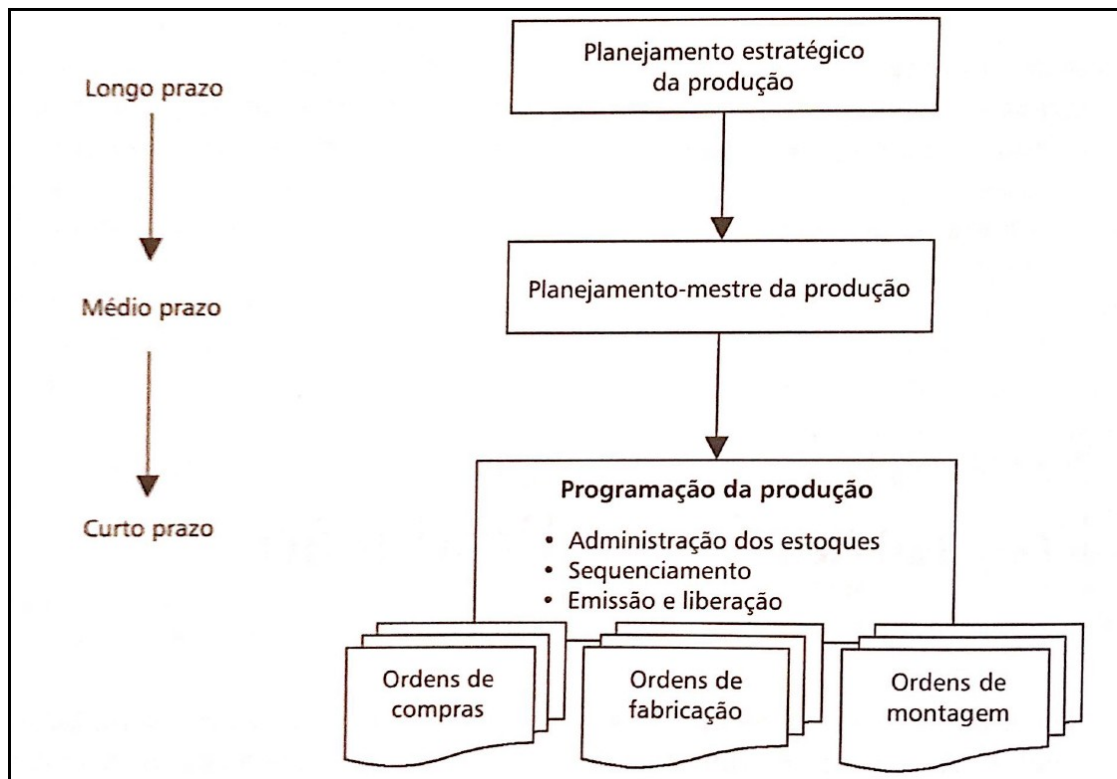 Planejamento estratégico
da produção
Longo prazo
Planejamento-mestre da produção
Médio prazo
Programação da produção
• Administração dos estoques
• Sequenciamento
• Emissão e liberação
Curto prazo
Ordens de
compras
Ordens de
fabricação
Ordens de
montagem